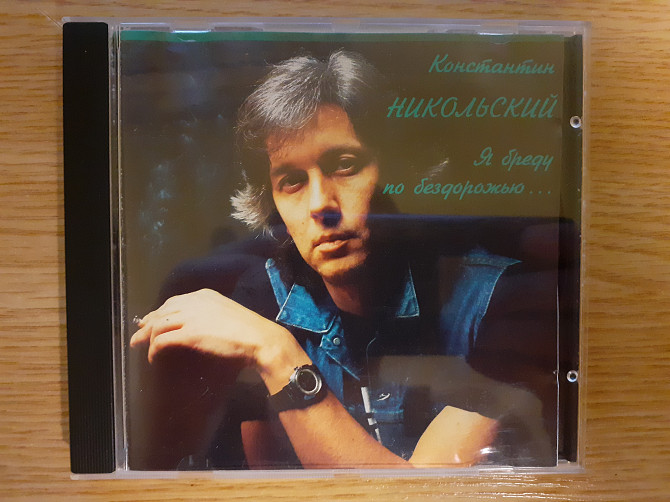 Константин
НИКОЛЬСКИЙ
Я бреду
по бездорожью...